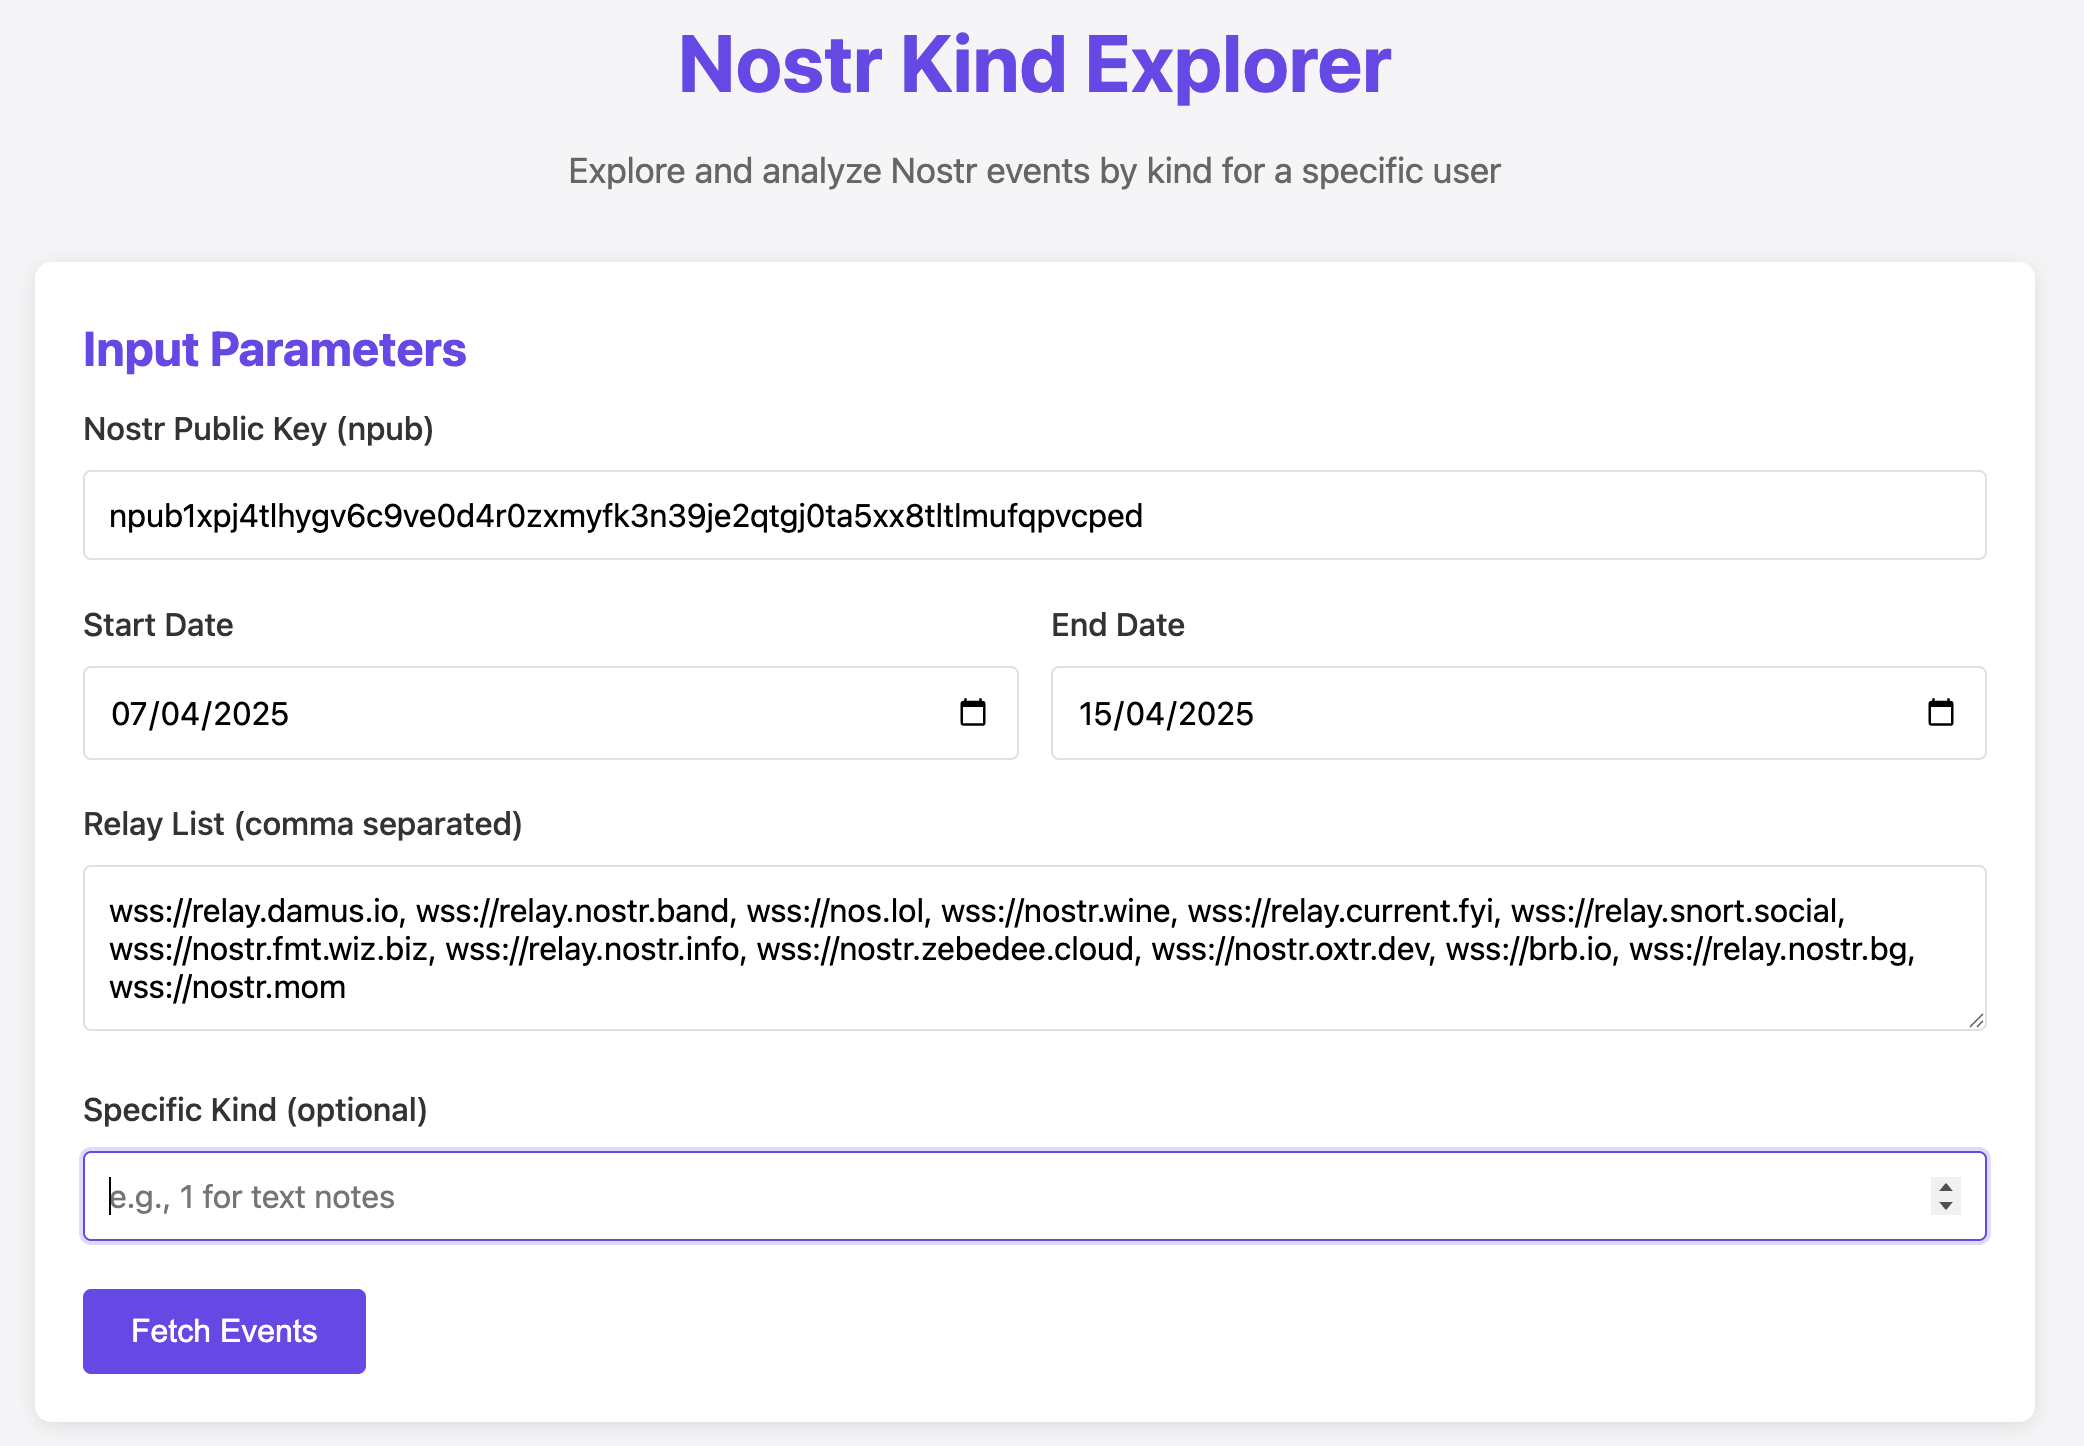 Nostr Kind Explorer
Explore and analyze Nostr events by kind for a specific user
Input Parameters
Nostr Public Key (npub)
npub1xpj4tlhygv6c9ve0d4r0zxmyfk3n39je2qtgj0ta5xx8tltlmufqpvcped
Start Date
End Date
07/04/2025
15/04/2025
Relay List (comma separated)
wss://relay.damus.io, wss://relay.nostr.band, wss://nos.lol, wss://nostr.wine, wss://relay.current.fyi, wss://relay.snort.social,
wss://nostr.fmt.wiz.biz, wss://relay.nostr.info, wss://nostr.zebedee.cloud, wss://nostr.oxtr.dev, wss://brb.io, wss://relay.nostr.bg,
wss://nostr.mom
Specific Kind (optional)
e.g., 1 for text notes
Fetch Events